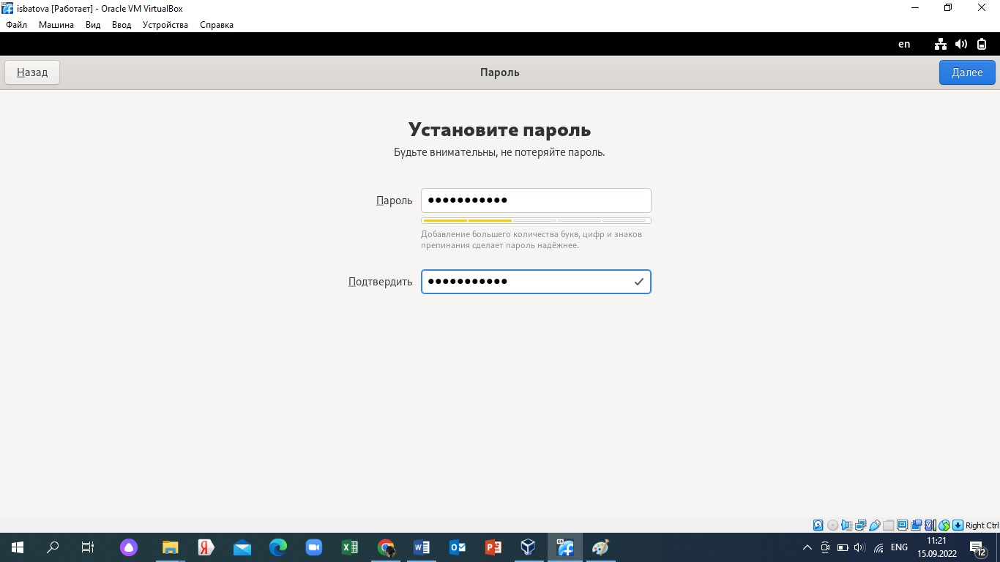 isbatova [Работает] - Oracle VM VirtualBox
Файл Машина Вид Ввод Устройства Справка
en
Назад Пароль Далее
Установите пароль
Будьте внимательны, не потеряйте пароль.
Пароль ●●●●●●●●●●●
Добавление большего количества букв, цифр и знаков
препинания сделает пароль надёжнее.
Подтвердить ●●●●●●●●●●●
Right Ctrl
ENG
11:21
15.09.2022
12